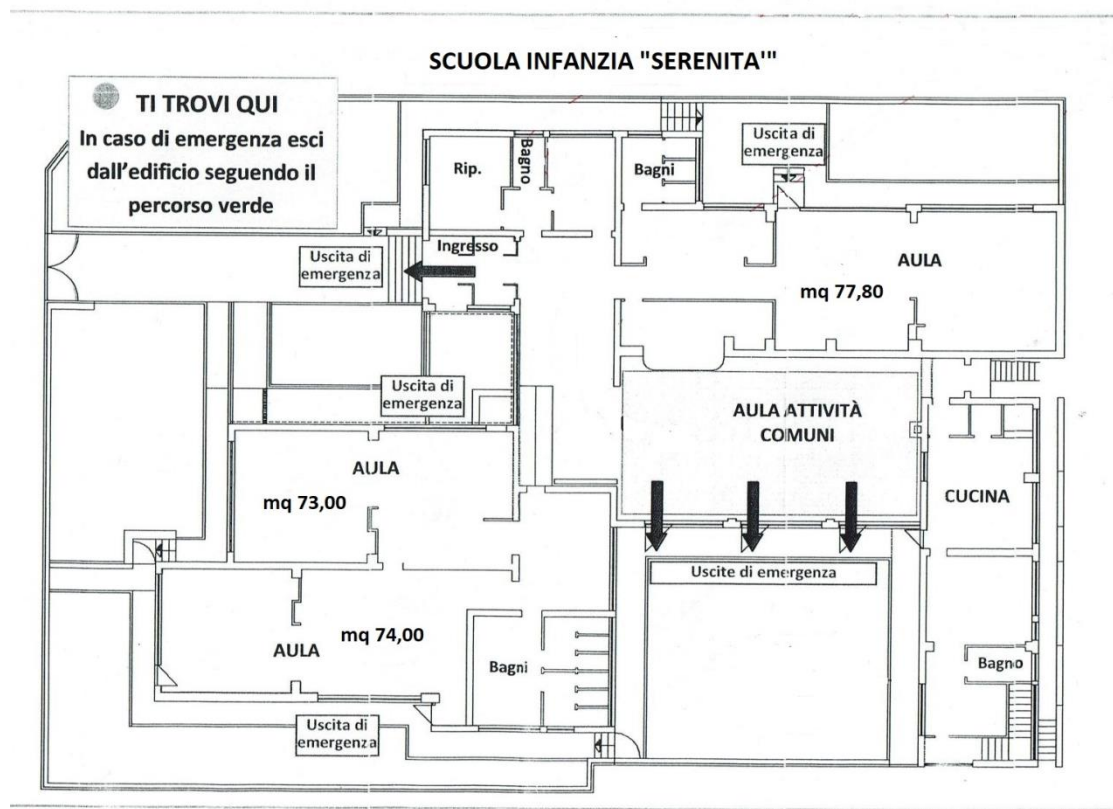 SCUOLA INFANZIA "SERENITA'"
TI TROVI QUI
In caso di emergenza esci
dall'edificio seguendo il
percorso verde
Rip.
Bagno
Bagni
Uscita di
emergenza
Ingresso
Uscita di
emergenza
AULA
mq 77,80
Uscita di
emergenza
AULA ATTIVITÀ
COMUNI
AULA
mq 73,00
CUCINA
Uscite di emergenza
mq 74,00
AULA
Bagni
Bagno
Uscita di
emergenza